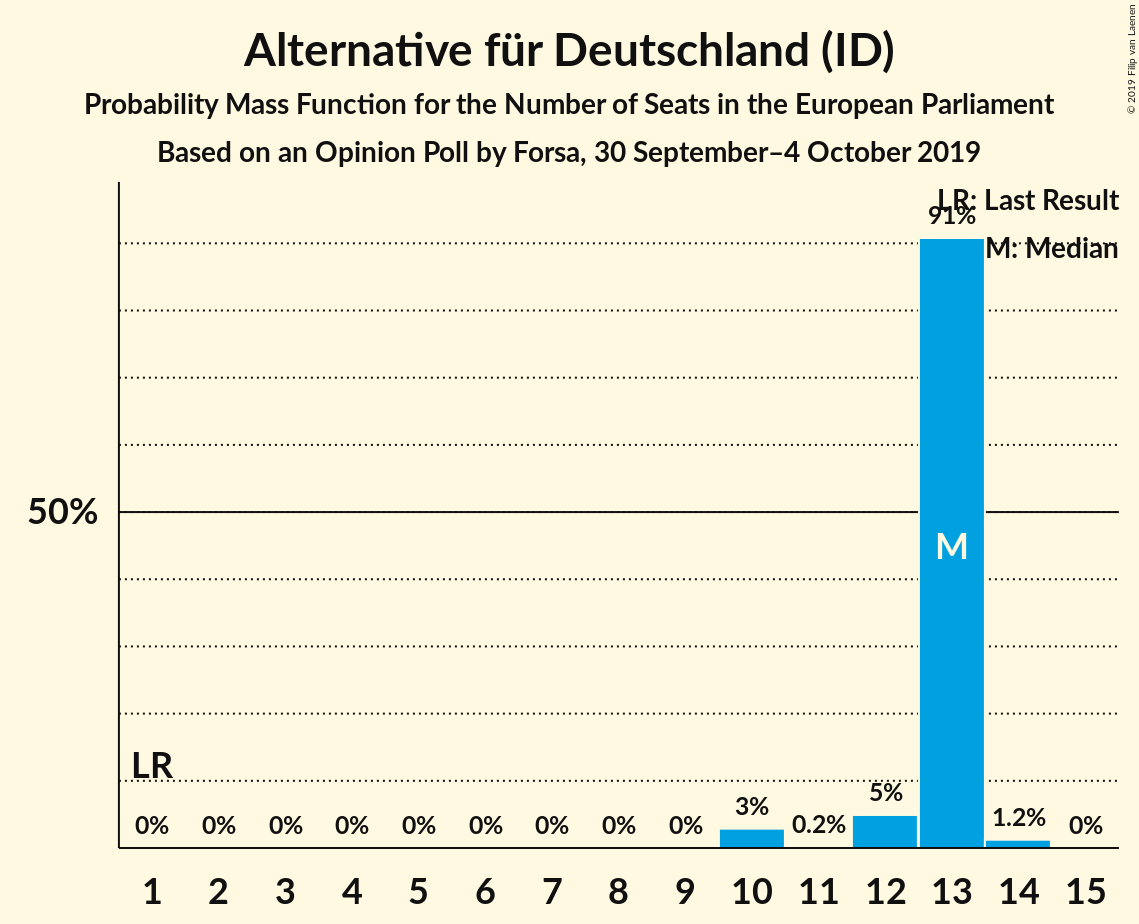 Alternative für Deutschland (ID)
Probability Mass Function for the Number of Seats in the European Parliament
Based on an Opinion Poll by Forsa, 30 September–4 October 2019
© 2019 Filip van Laenen
LR: Last Result
M: Median
91%
50%
M
LR
0% 0% 0% 0% 0% 0% 0% 0% 0% 3% 0.2% 5% 1.2% 0%
1 2 3 4 5 6 7 8 9 10 11 12 13 14 15